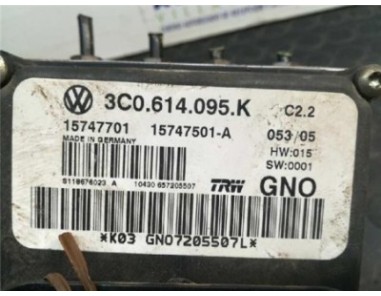 3C0.614.095.K C2.2
15747701 15747501-A 053/05
MADE IN GERMANY
HW:015
SW:0001
S118676023 A 10430 657205507
TRW GNO
*K03 GNO7205507L*